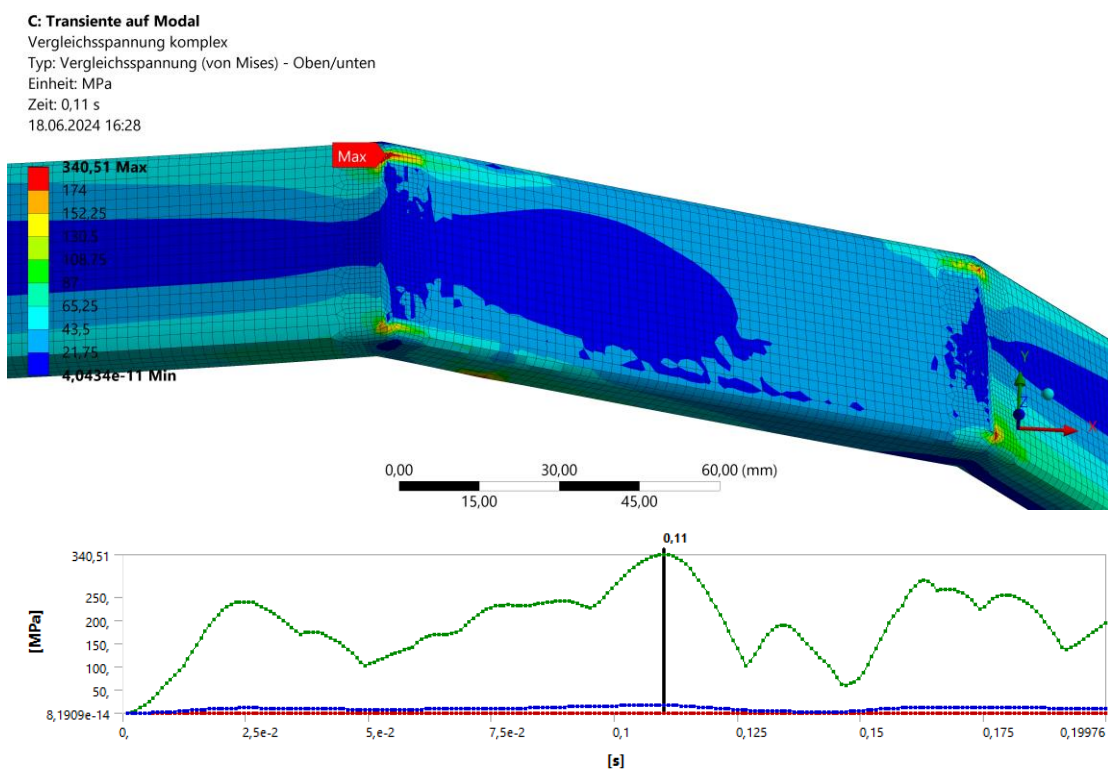 C: Transiente auf Modal
Vergleichsspannung komplex
Typ: Vergleichsspannung (von Mises) - Oben/unten
Einheit: MPa
Zeit: 0,11 s
18.06.2024 16:28
Max
340,51 Max
174
152,25
130,5
108,75
87
65,25
43,5
21,75
4,0434e-11 Min
Y
Z
X
0,00 30,00 60,00 (mm)
15,00 45,00
0,11
340,51
250,
200,
150,
100,
50,
8,1909e-14
[MPa]
0, 2,5e-2 5,e-2 7,5e-2 0,1 0,125 0,15 0,175 0,19976
[s]